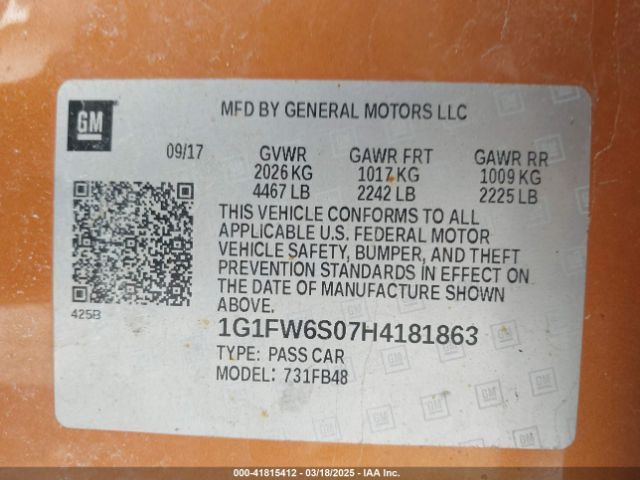 GM
MFD BY GENERAL MOTORS LLC
09/17 GVWR GAWR FRT GAWR RR
2026 KG 1017 KG 1009 KG
4467 LB 2242 LB 2225 LB
THIS VEHICLE CONFORMS TO ALL
APPLICABLE U.S. FEDERAL MOTOR
VEHICLE SAFETY, BUMPER, AND THEFT
PREVENTION STANDARDS IN EFFECT ON
THE DATE OF MANUFACTURE SHOWN
ABOVE.
425B
1G1FW6S07H4181863
TYPE: PASS CAR
MODEL: 731FB48
000-41815412 - 03/18/2025 - IAA Inc.